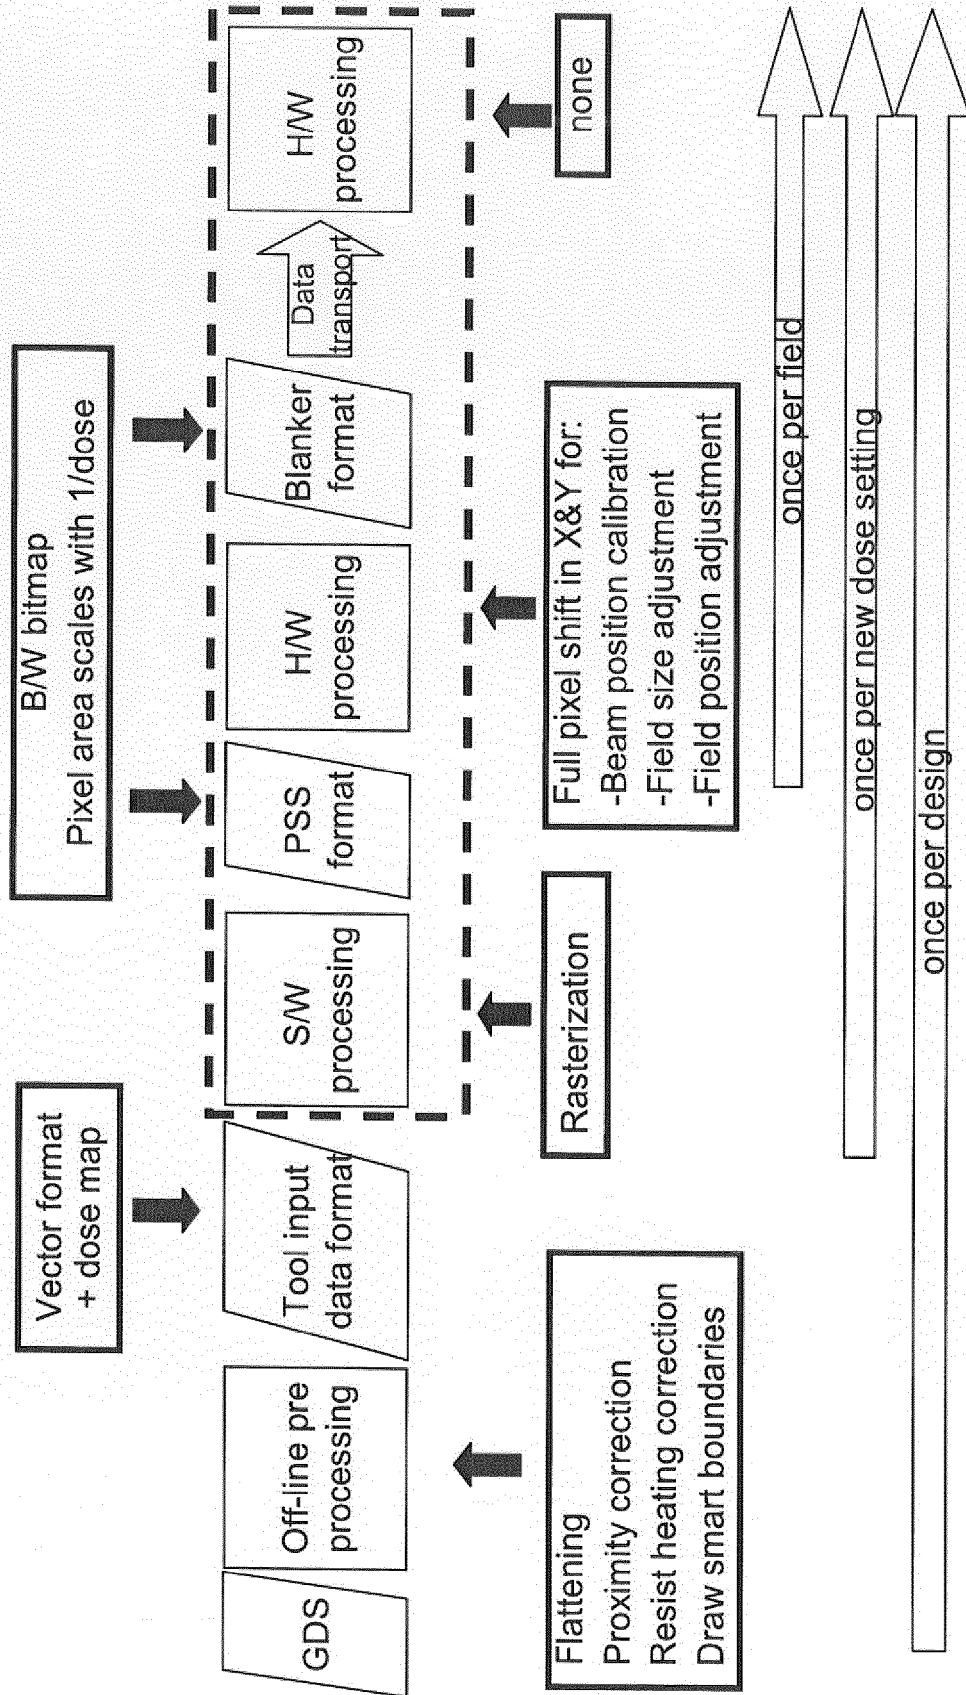 Vector format
+ dose map
B/W bitmap
Pixel area scales with 1/dose
GDS
Off-line pre
processing
Tool input
data format
S/W
processing
PSS
format
H/W
processing
Blanker
format
Data
transport
H/W
processing
Flattening
Proximity correction
Resist heating correction
Draw smart boundaries
Rasterization
Full pixel shift in X&Y for:
-Beam position calibration
-Field size adjustment
-Field position adjustment
none
once per field
once per new dose setting
once per design